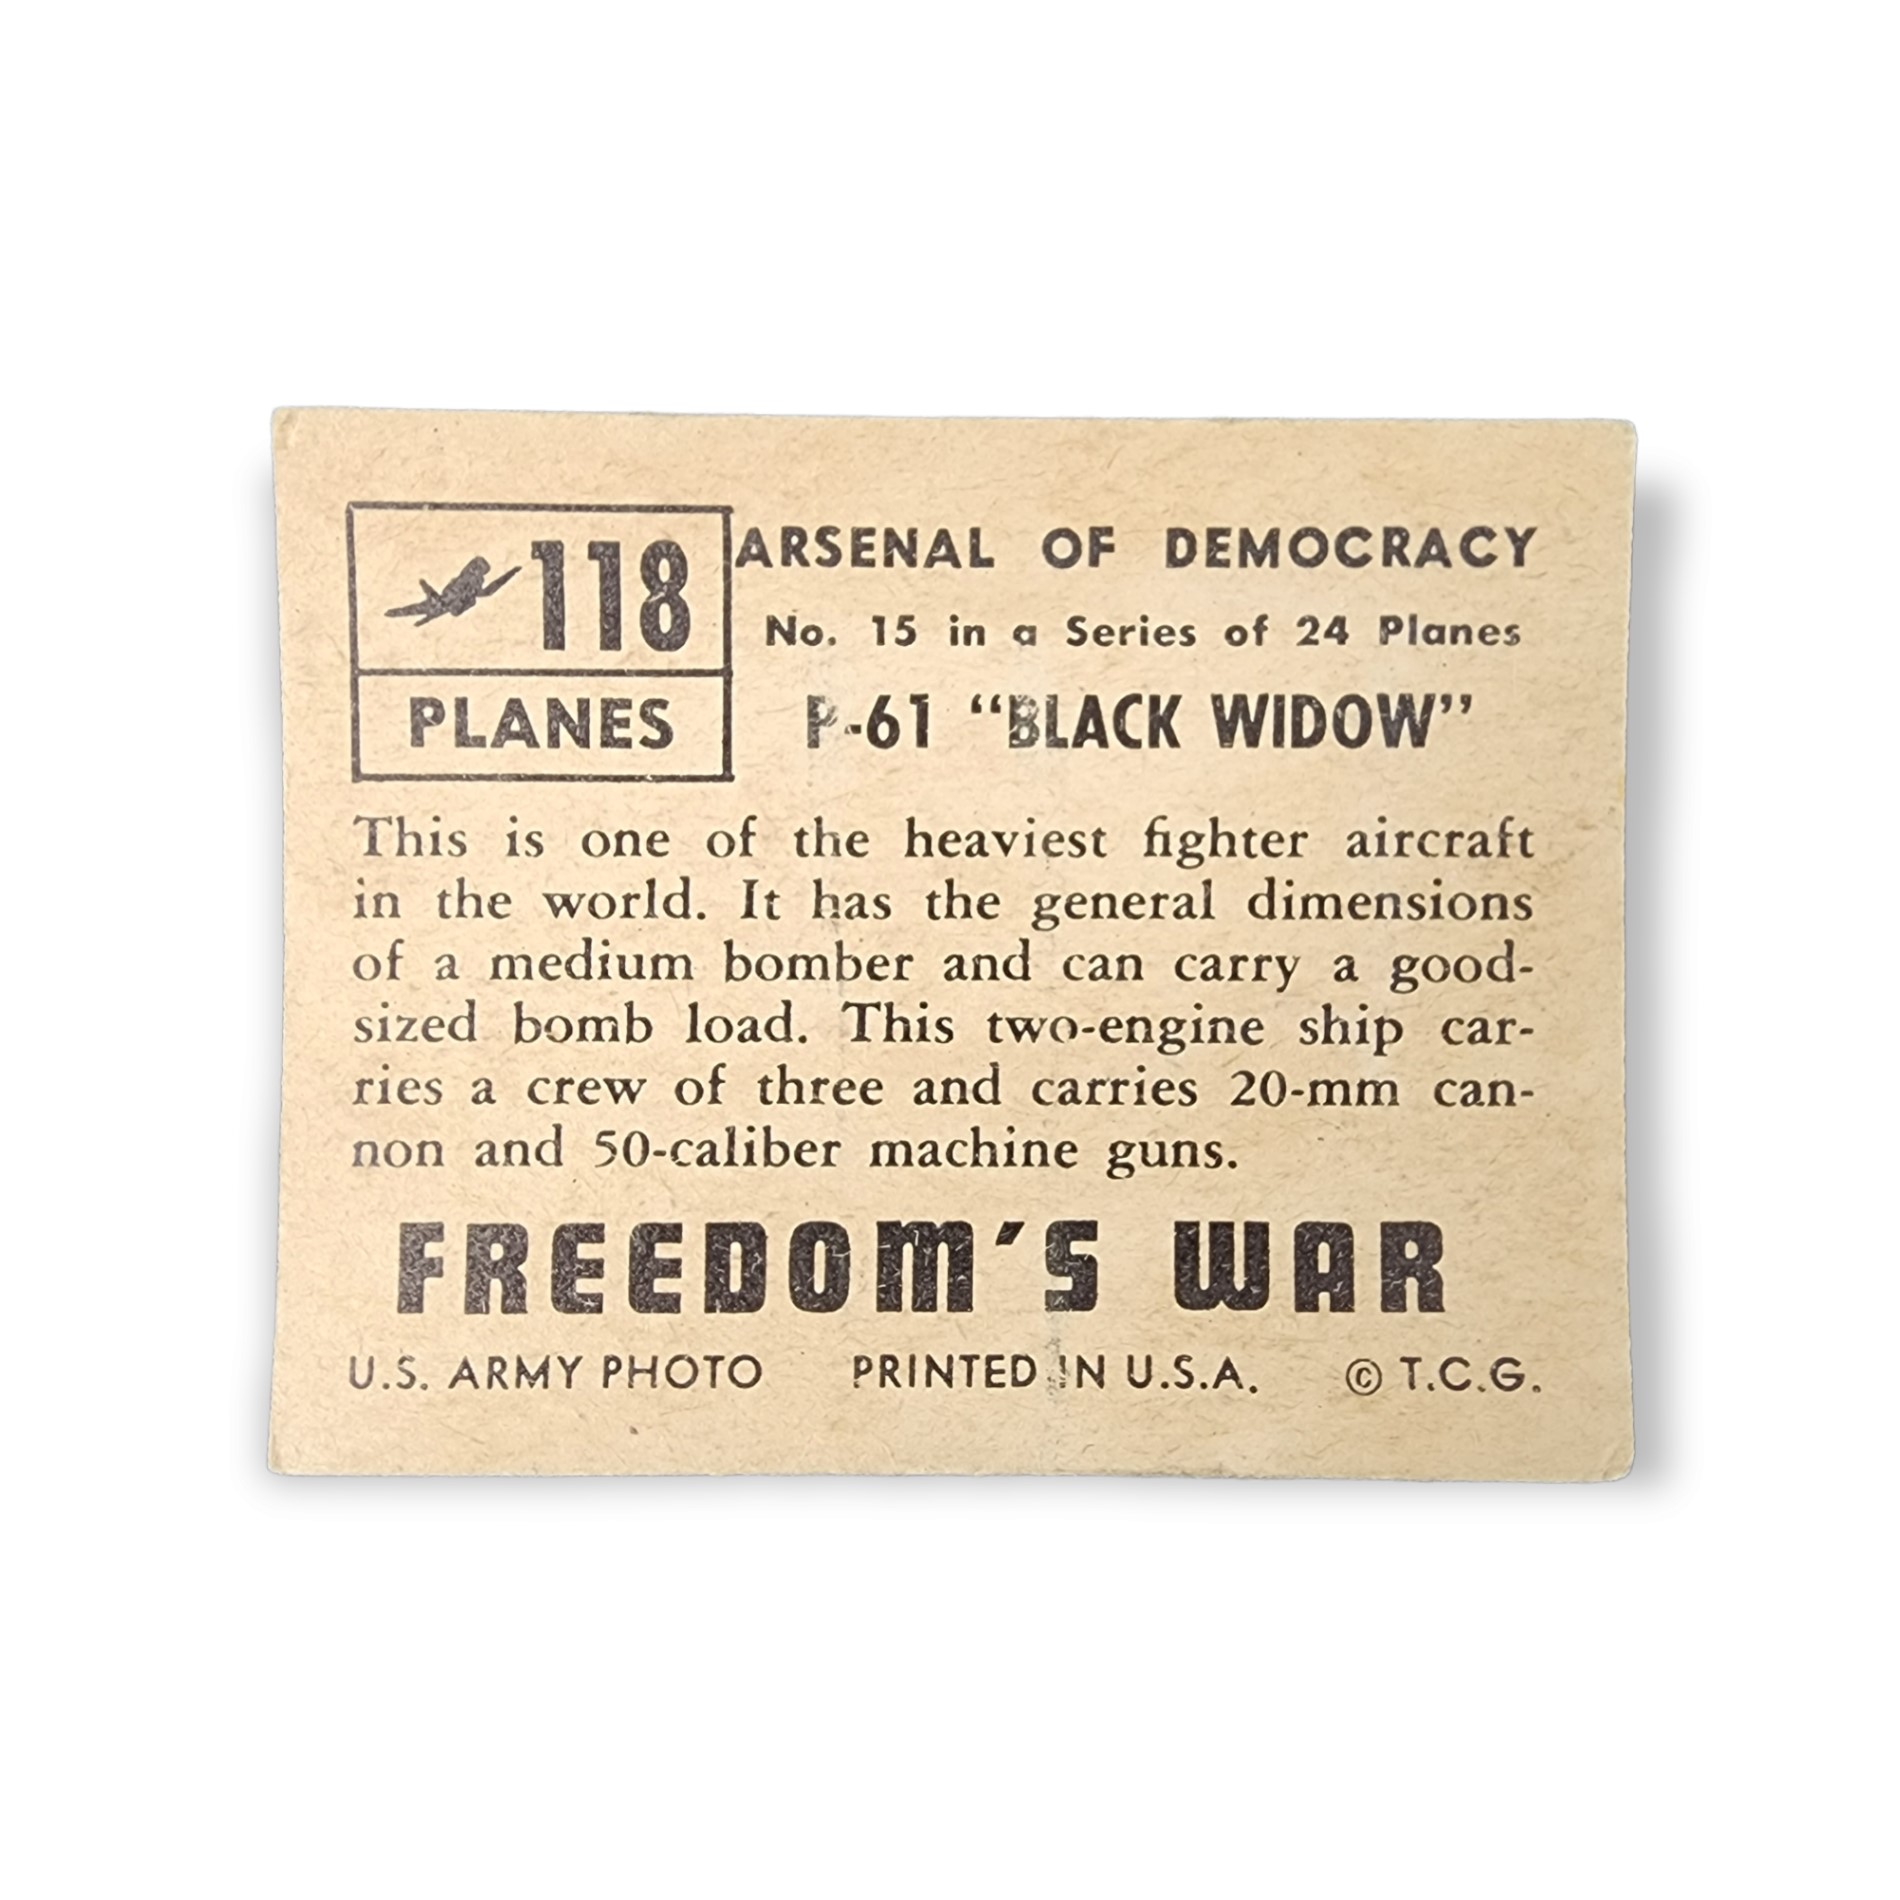 118
PLANES
ARSENAL OF DEMOCRACY
No. 15 in a Series of 24 Planes
P-61 “BLACK WIDOW”
This is one of the heaviest fighter aircraft
in the world. It has the general dimensions
of a medium bomber and can carry a good-
sized bomb load. This two-engine ship car-
ries a crew of three and carries 20-mm can-
non and 50-caliber machine guns.
FREEDOM'S WAR
U.S. ARMY PHOTO PRINTED IN U.S.A. © T.C.G.